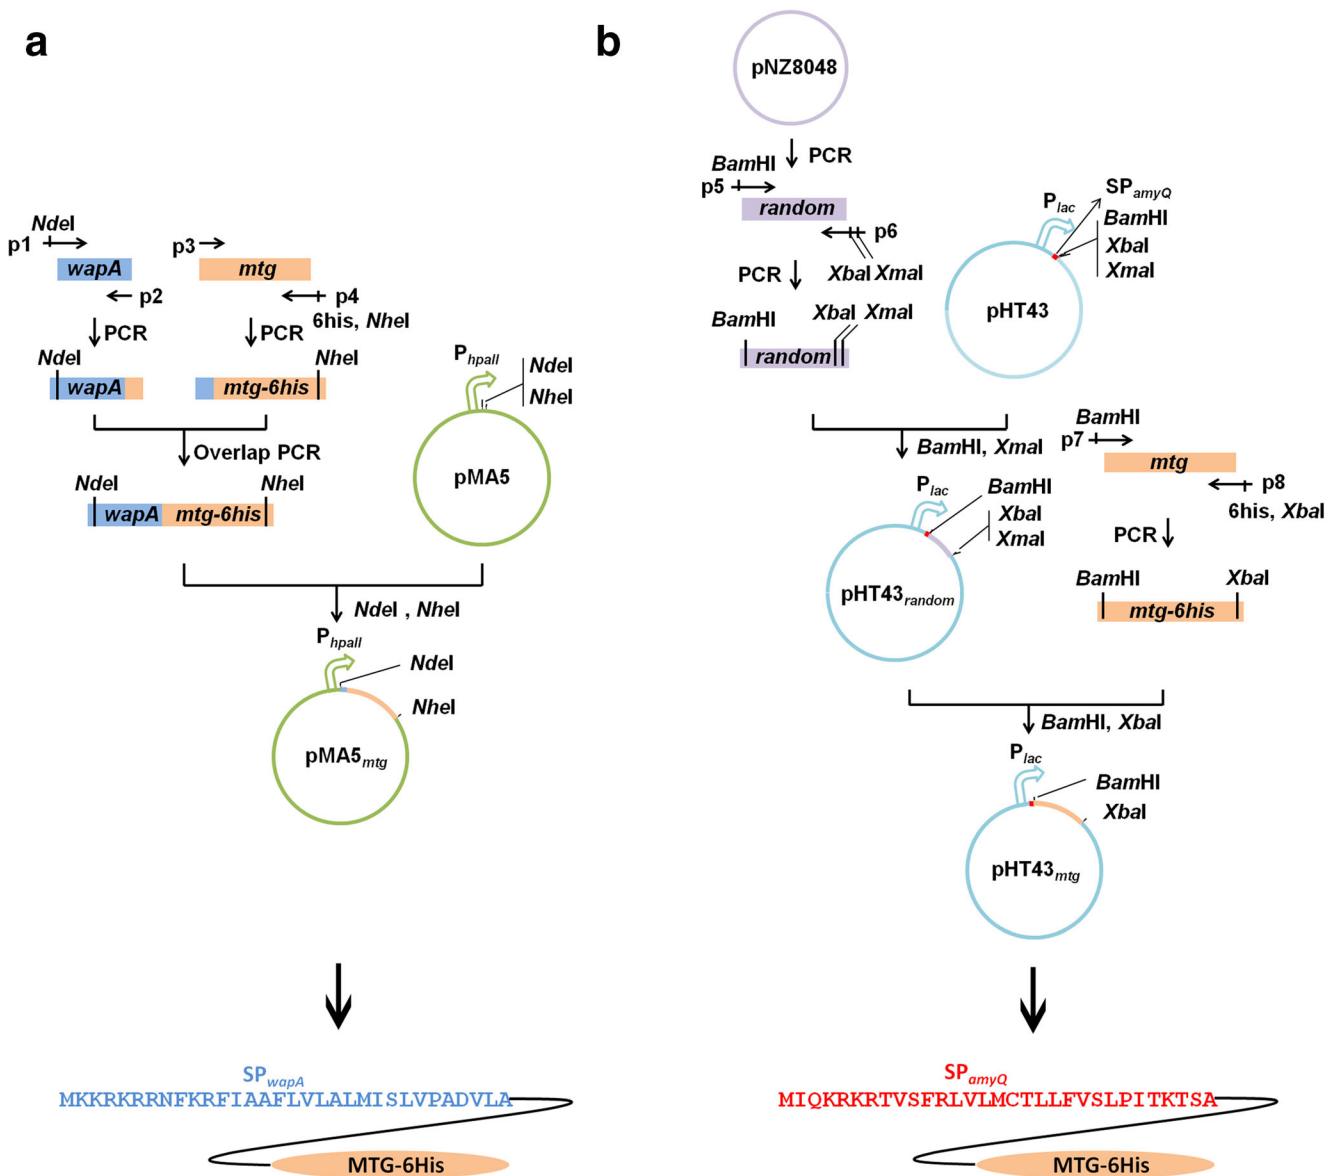 a
NdeI
p1
wapA
p2
PCR
NdeI
wapA
p3
mtg
p4
6his, NheI
PCR
NheI
mtg-6his
Overlap PCR
NdeI
NheI
wapA
mtg-6his
PhpaII
NdeI
NheI
pMA5
NdeI , NheI
PhpaII
NdeI
NheI
pMA5mtg
SPwapA
MKKRKRRNFKRFIAAFLVLALMISLVPADVLA
MTG-6His
b
pNZ8048
PCR
BamHI
p5
random
p6
XbaI XmaI
PCR
BamHI
XbaI
XmaI
random
Plac
SPamyQ
BamHI
XbaI
XmaI
pHT43
BamHI, XmaI
Plac
BamHI
XbaI
XmaI
pHT43random
BamHI
p7
mtg
p8
6his, XbaI
PCR
BamHI
XbaI
mtg-6his
BamHI, XbaI
Plac
BamHI
XbaI
pHT43mtg
SPamyQ
MIQKRKRTVSFRLVLMCTLLFVSLPITKTSA
MTG-6His